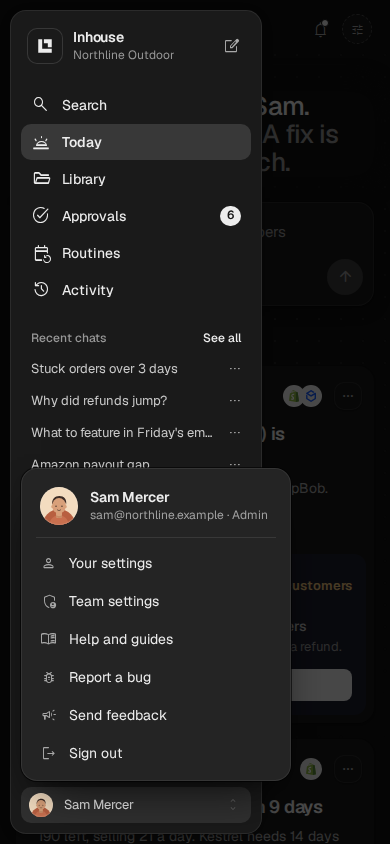 Inhouse
Northline Outdoor
Sam.
A fix is
ch.
Search
Today
Library
Approvals
6
Routines
Activity
Recent chats
See all
Stuck orders over 3 days
Why did refunds jump?
What to feature in Friday's em...
Amazon payout gap
) is
pBob.
ustomers
ers
a refund.
Sam Mercer
sam@northline.example · Admin
Your settings
Team settings
Help and guides
Report a bug
Send feedback
Sign out
Sam Mercer
n 9 days
190 left, selling 21 a day. Kestrel needs 14 days